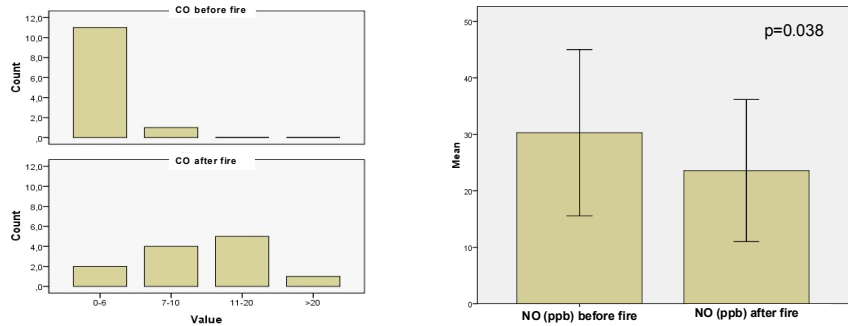 CO before fire
Count
12,0
10,0
8,0
6,0
4,0
2,0
,0
CO after fire
Count
12,0
10,0
8,0
6,0
4,0
2,0
,0
0-6 7-10 11-20 >20
Value
p=0.038
Mean
50
40
30
20
10
0
NO (ppb) before fire NO (ppb) after fire